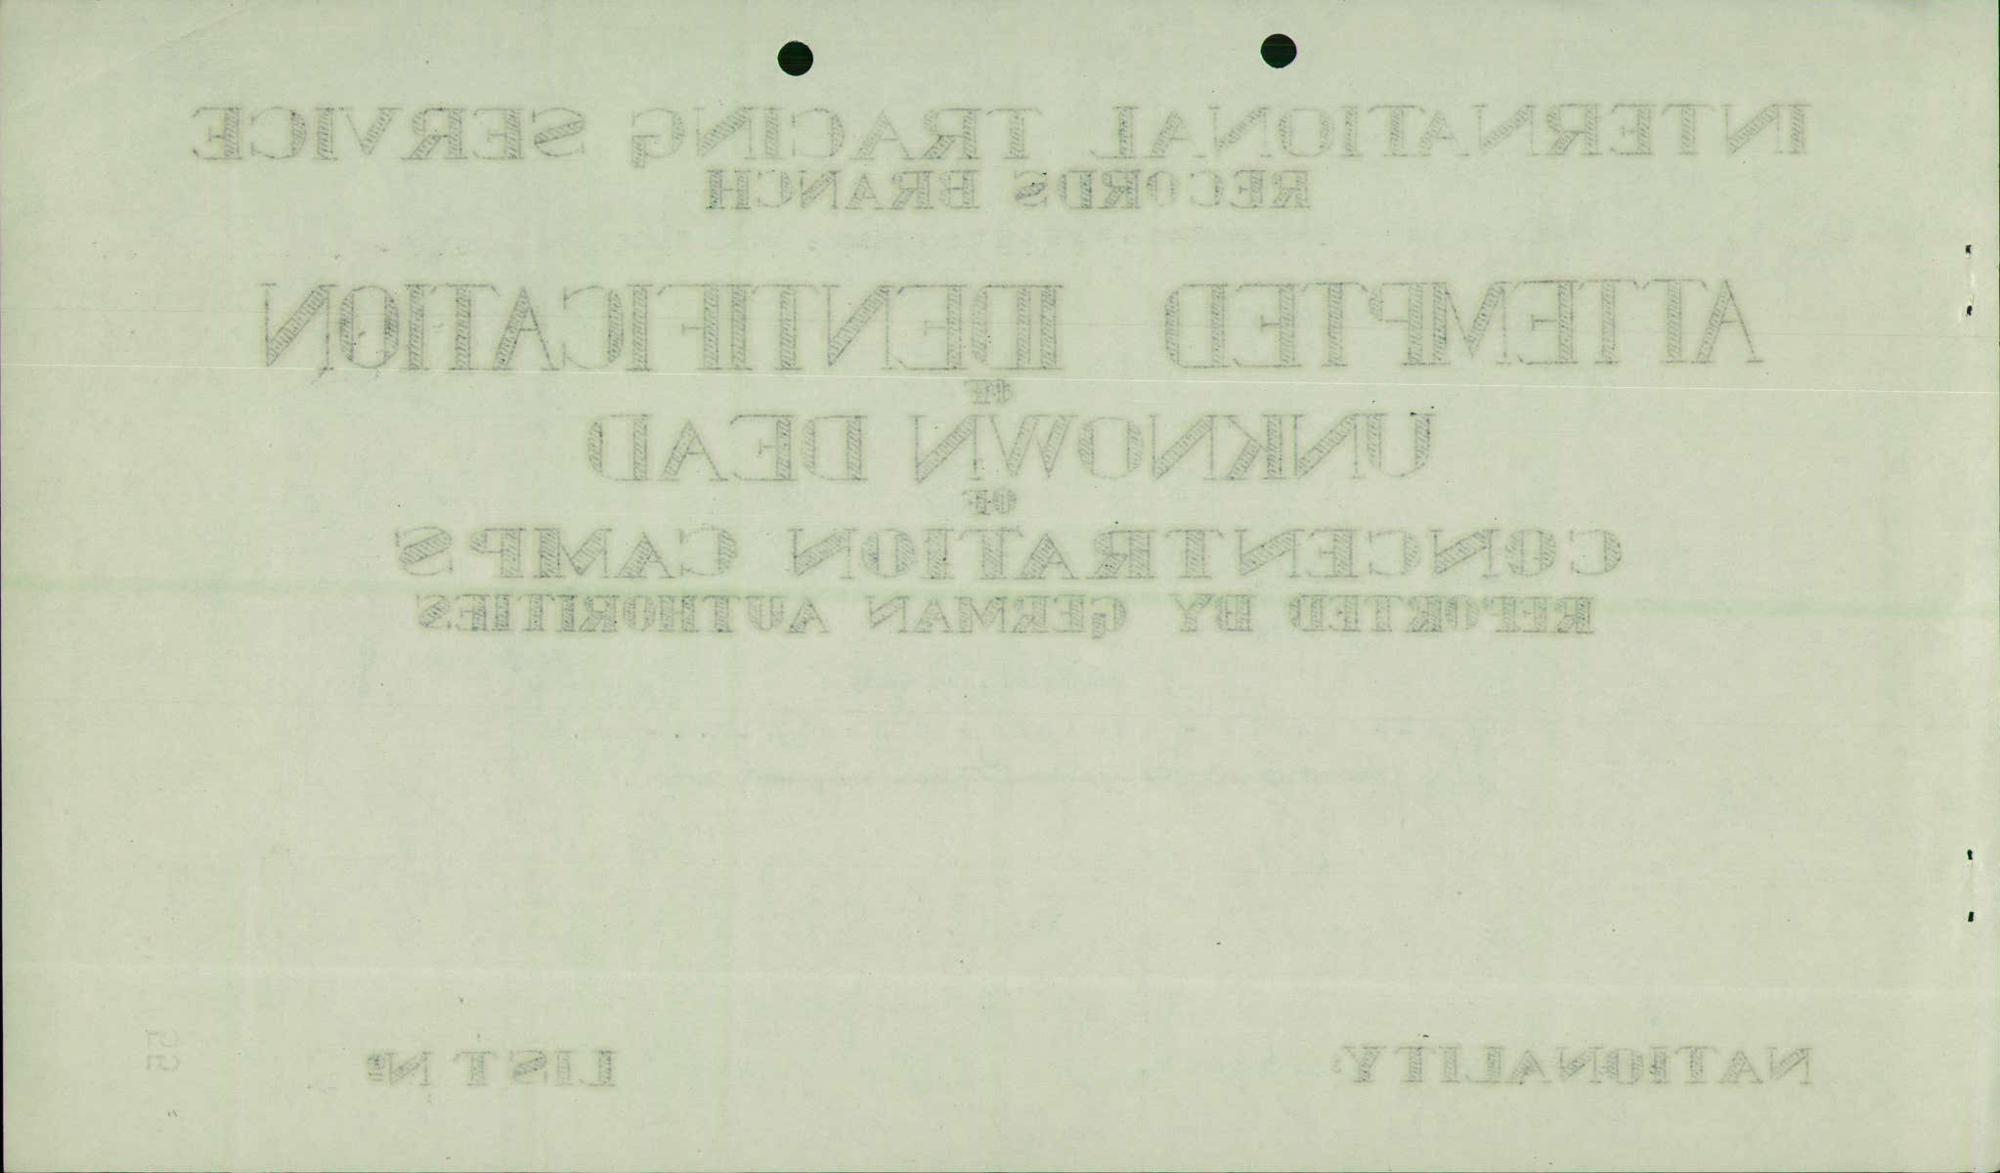 INTERNATIONAL TRACING SERVICE
RECORDS BRANCH
ATTEMPTED IDENTIFICATION
OF
UNKNOWN DEAD
OF
CONCENTRATION CAMPS
REPORTED BY GERMAN AUTHORITIES
NATIONALITY: LIST Nº